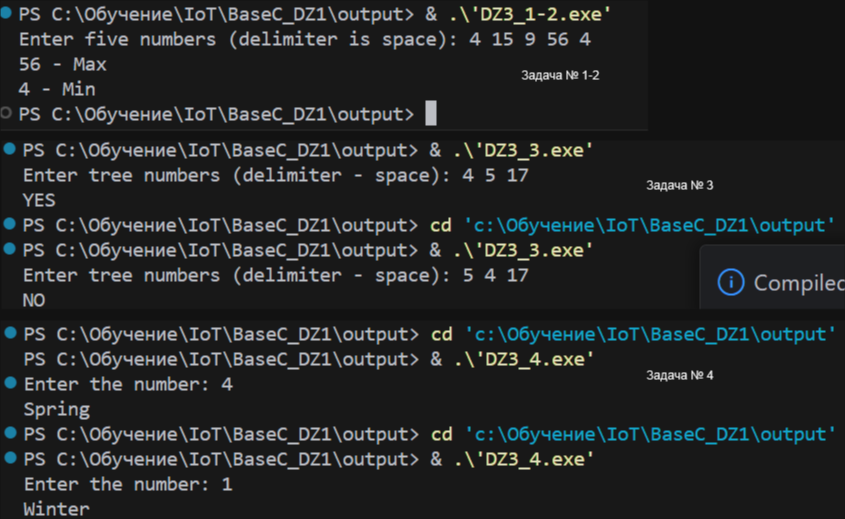 PS C:\Обучение\IoT\BaseC_DZ1\output> & .\'DZ3_1-2.exe'
Enter five numbers (delimiter is space): 4 15 9 56 4
56 - Max
Задача № 1-2
4 - Min
PS C:\Обучение\IoT\BaseC_DZ1\output>
PS C:\Обучение\IoT\BaseC_DZ1\output> & .\'DZ3_3.exe'
Enter tree numbers (delimiter - space): 4 5 17
Задача № 3
YES
PS C:\Обучение\IoT\BaseC_DZ1\output> cd 'c:\Обучение\IoT\BaseC_DZ1\output'
PS C:\Обучение\IoT\BaseC_DZ1\output> & .\'DZ3_3.exe'
Enter tree numbers (delimiter - space): 5 4 17
Compiled
NO
PS C:\Обучение\IoT\BaseC_DZ1\output> cd 'c:\Обучение\IoT\BaseC_DZ1\output'
PS C:\Обучение\IoT\BaseC_DZ1\output> & .\'DZ3_4.exe'
Задача № 4
Enter the number: 4
Spring
PS C:\Обучение\IoT\BaseC_DZ1\output> cd 'c:\Обучение\IoT\BaseC_DZ1\output'
PS C:\Обучение\IoT\BaseC_DZ1\output> & .\'DZ3_4.exe'
Enter the number: 1
Winter